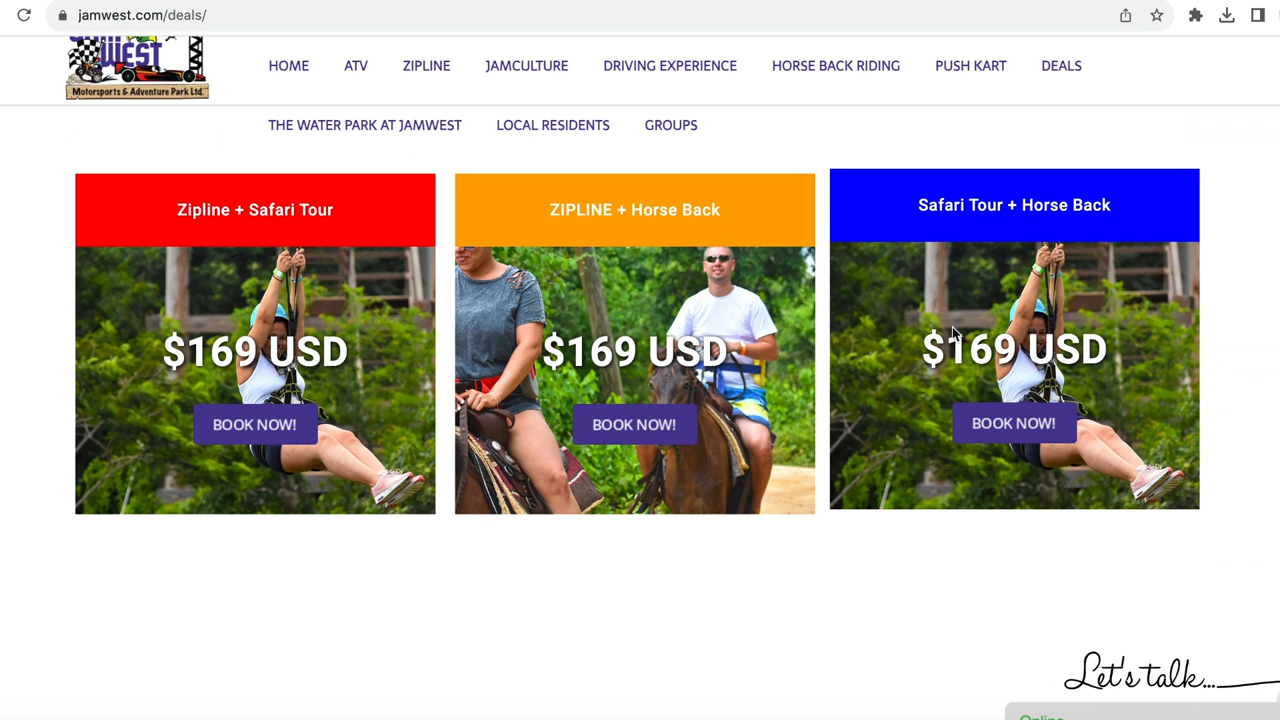 jamwest.com/deals/
WEST
Motorsports & Adventure Park Ltd.
HOME ATV ZIPLINE JAMCULTURE DRIVING EXPERIENCE HORSE BACK RIDING PUSH KART DEALS
THE WATER PARK AT JAMWEST LOCAL RESIDENTS GROUPS
Zipline + Safari Tour
$169 USD
BOOK NOW!
ZIPLINE + Horse Back
$169 USD
BOOK NOW!
Safari Tour + Horse Back
$169 USD
BOOK NOW!
Let's talk...
Online